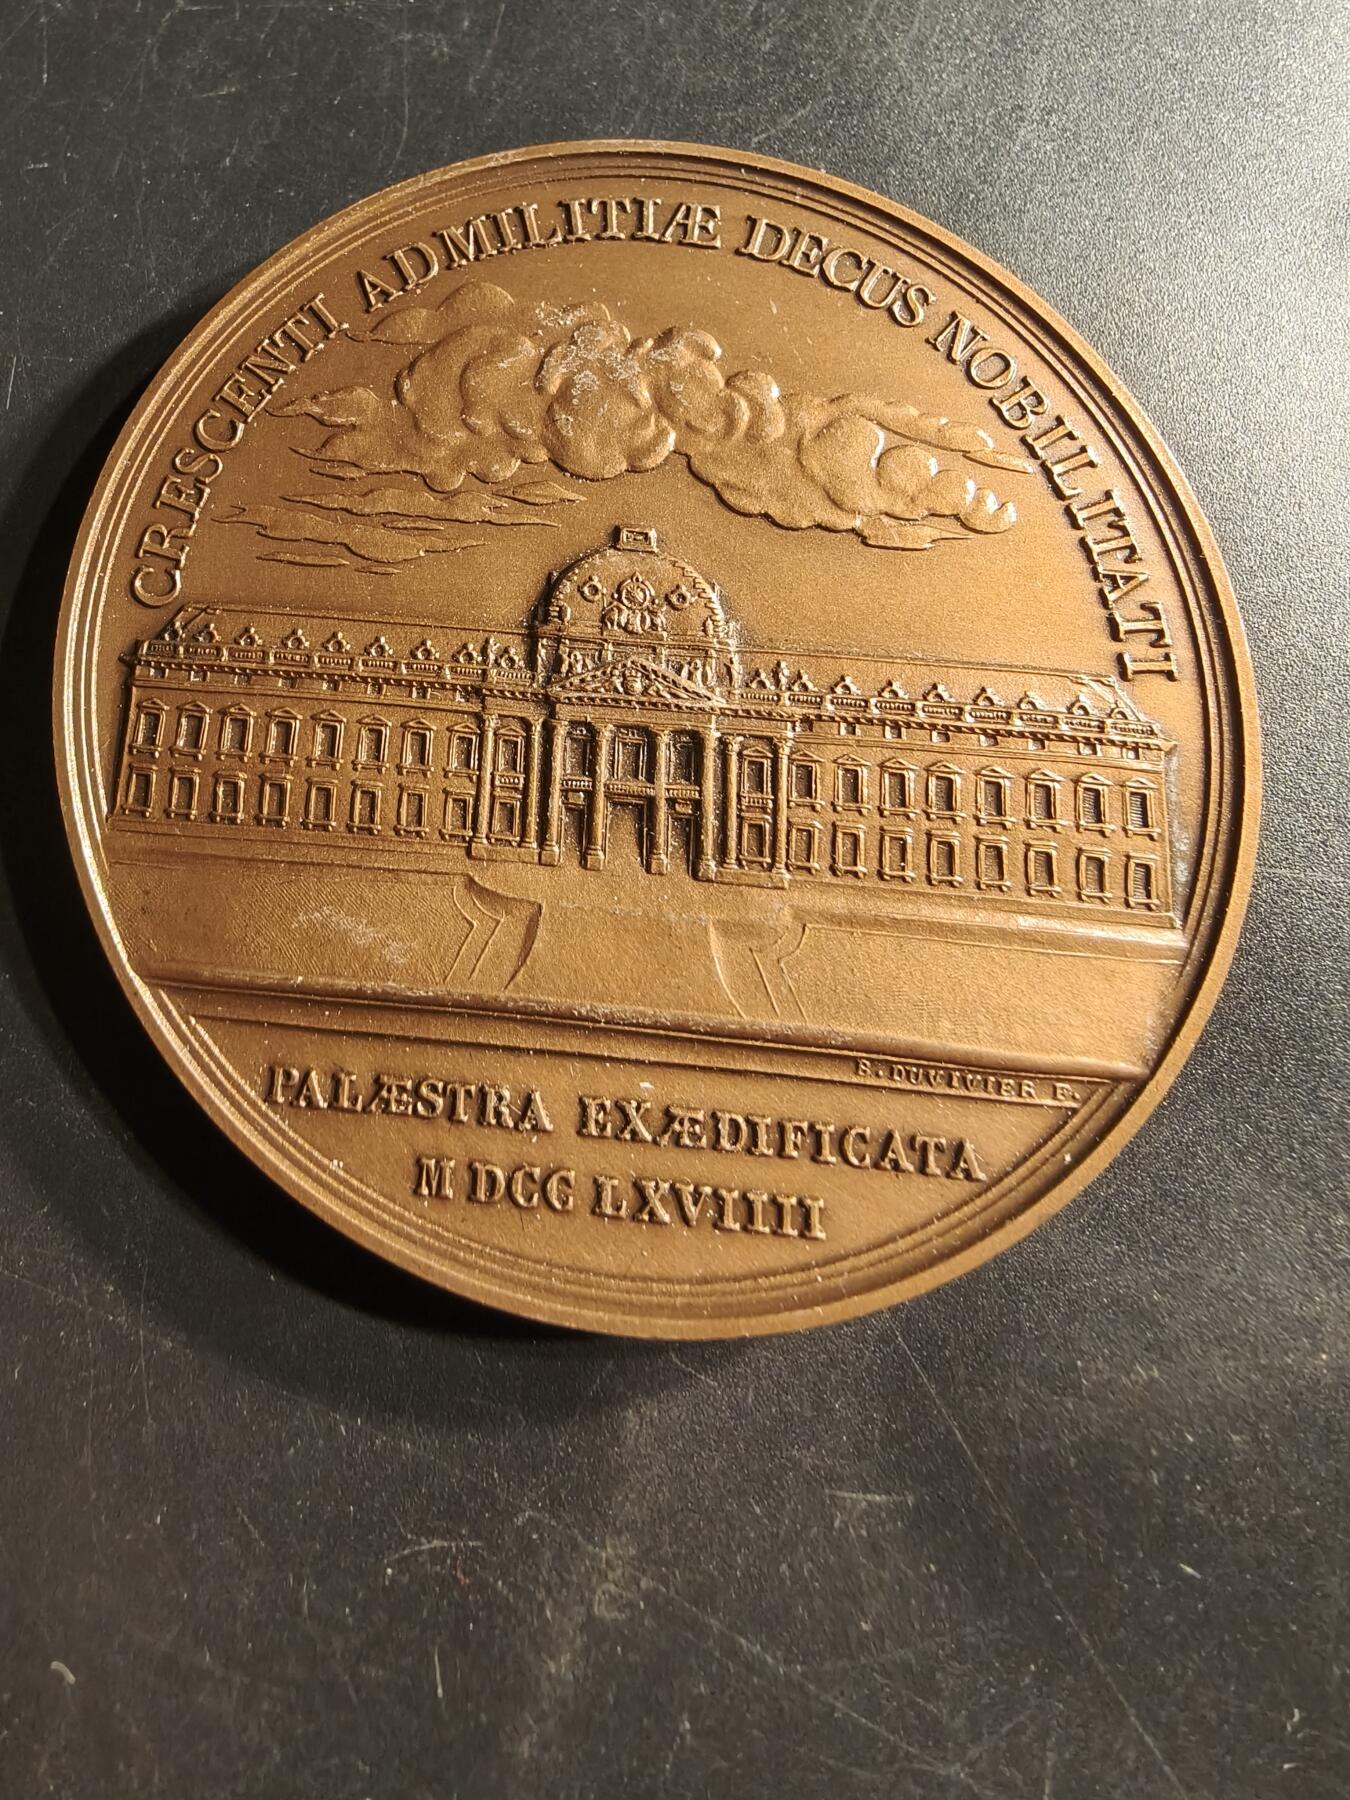 CRESCENTI AD MILITIÆ DECUS NOBILITATI
B. DUVIVIER F.
PALÆSTRA EXÆDIFICATA
M DCC LXVIIII